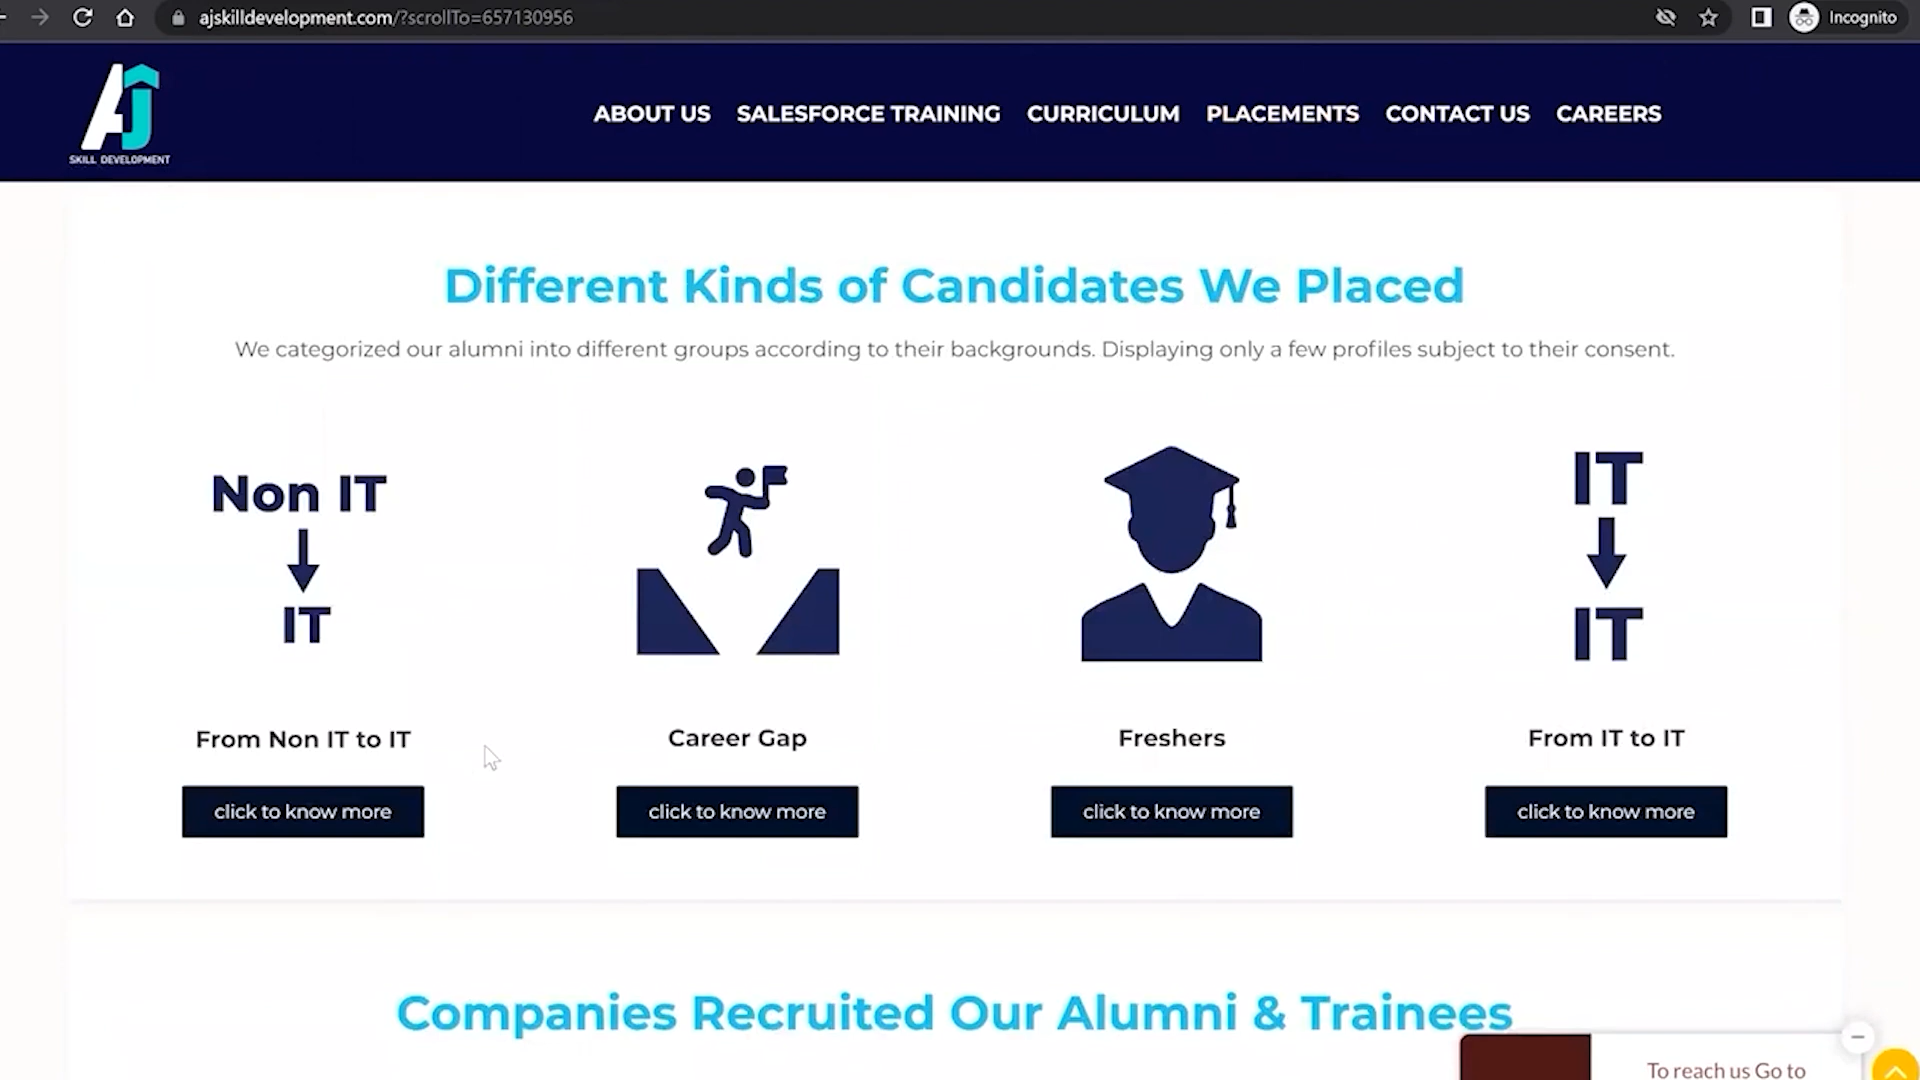 ajskilldevelopment.com/?scrollTo=657130956
Incognito
AJ
SKILL DEVELOPMENT
ABOUT US
SALESFORCE TRAINING
CURRICULUM
PLACEMENTS
CONTACT US
CAREERS
Different Kinds of Candidates We Placed
We categorized our alumni into different groups according to their backgrounds. Displaying only a few profiles subject to their consent.
Non IT
IT
From Non IT to IT
click to know more
Career Gap
click to know more
Freshers
click to know more
IT
IT
From IT to IT
click to know more
Companies Recruited Our Alumni & Trainees
To reach us Go to